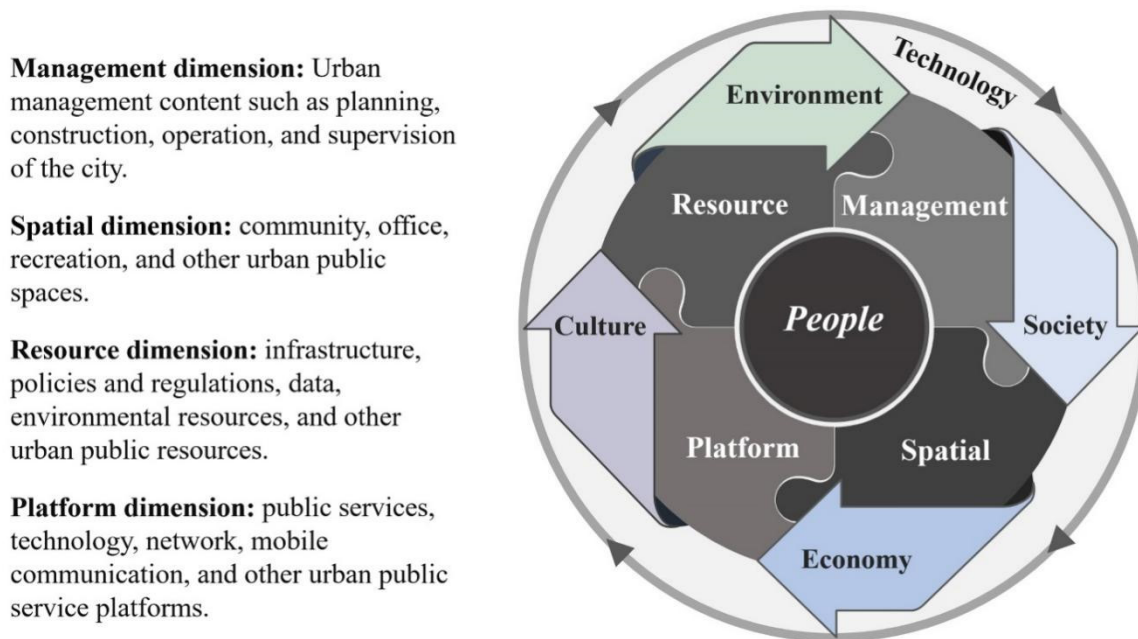 Management dimension: Urban
management content such as planning,
construction, operation, and supervision
of the city.
Spatial dimension: community, office,
recreation, and other urban public
spaces.
Resource dimension: infrastructure,
policies and regulations, data,
environmental resources, and other
urban public resources.
Platform dimension: public services,
technology, network, mobile
communication, and other urban public
service platforms.
Technology
Environment
Resource
Management
Culture
People
Society
Platform
Spatial
Economy